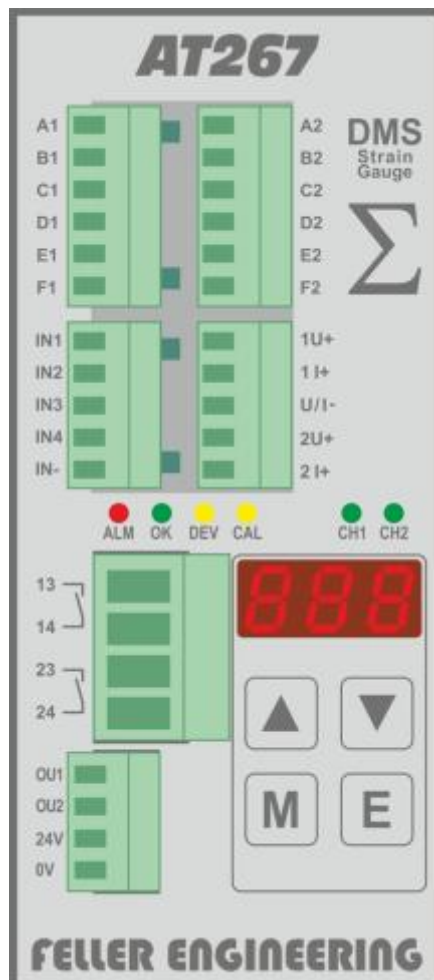 AT267
A1
B1
C1
D1
E1
F1
A2
B2
C2
D2
E2
F2
DMS
Strain
Gauge
Σ
IN1
IN2
IN3
IN4
IN-
1U+
1 I+
U/I-
2U+
2 I+
ALM OK DEV CAL CH1 CH2
13
14
23
24
888
M E
OU1
OU2
24V
0V
FELLER ENGINEERING